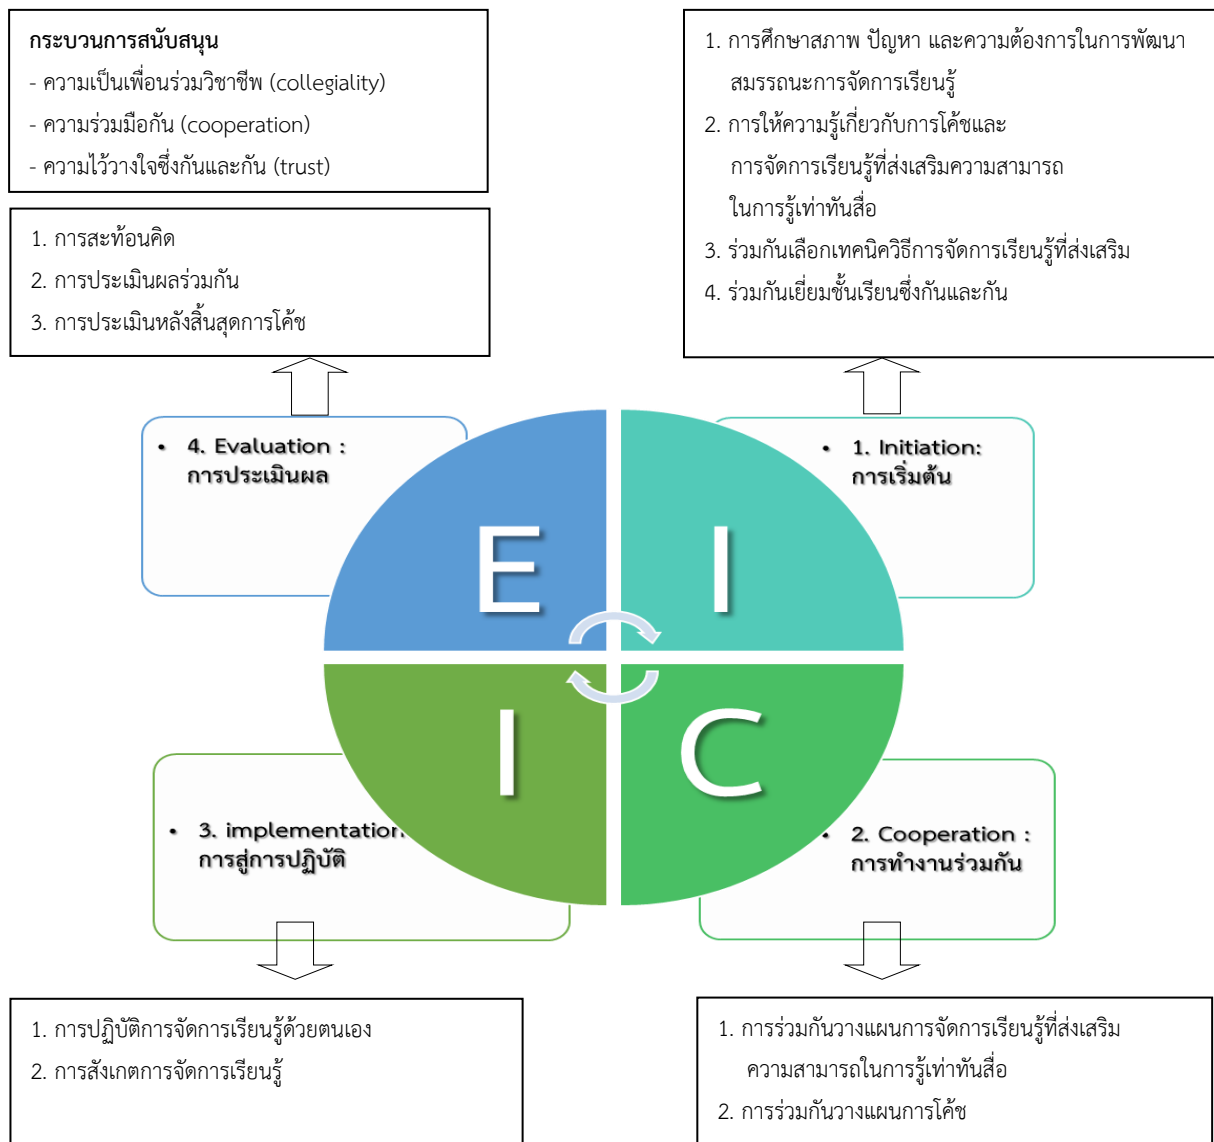 กระบวนการสนับสนุน
- ความเป็นเพื่อนร่วมวิชาชีพ (collegiality)
- ความร่วมมือกัน (cooperation)
- ความไว้วางใจซึ่งกันและกัน (trust)
1. การสะท้อนคิด
2. การประเมินผลร่วมกัน
3. การประเมินหลังสิ้นสุดการโค้ช
1. การศึกษาสภาพ ปัญหา และความต้องการในการพัฒนา
สมรรถนะการจัดการเรียนรู้
2. การให้ความรู้เกี่ยวกับการโค้ชและ
การจัดการเรียนรู้ที่ส่งเสริมความสามารถ
ในการรู้เท่าทันสื่อ
3. ร่วมกันเลือกเทคนิควิธีการจัดการเรียนรู้ที่ส่งเสริม
4. ร่วมกันเยี่ยมชั้นเรียนซึ่งกันและกัน
• 4. Evaluation :
การประเมินผล
• 1. Initiation:
การเริ่มต้น
E
I
I
C
• 3. implementation
การสู่การปฏิบัติ
• 2. Cooperation :
การทำงานร่วมกัน
1. การปฏิบัติการจัดการเรียนรู้ด้วยตนเอง
2. การสังเกตการจัดการเรียนรู้
1. การร่วมกันวางแผนการจัดการเรียนรู้ที่ส่งเสริม
ความสามารถในการรู้เท่าทันสื่อ
2. การร่วมกันวางแผนการโค้ช